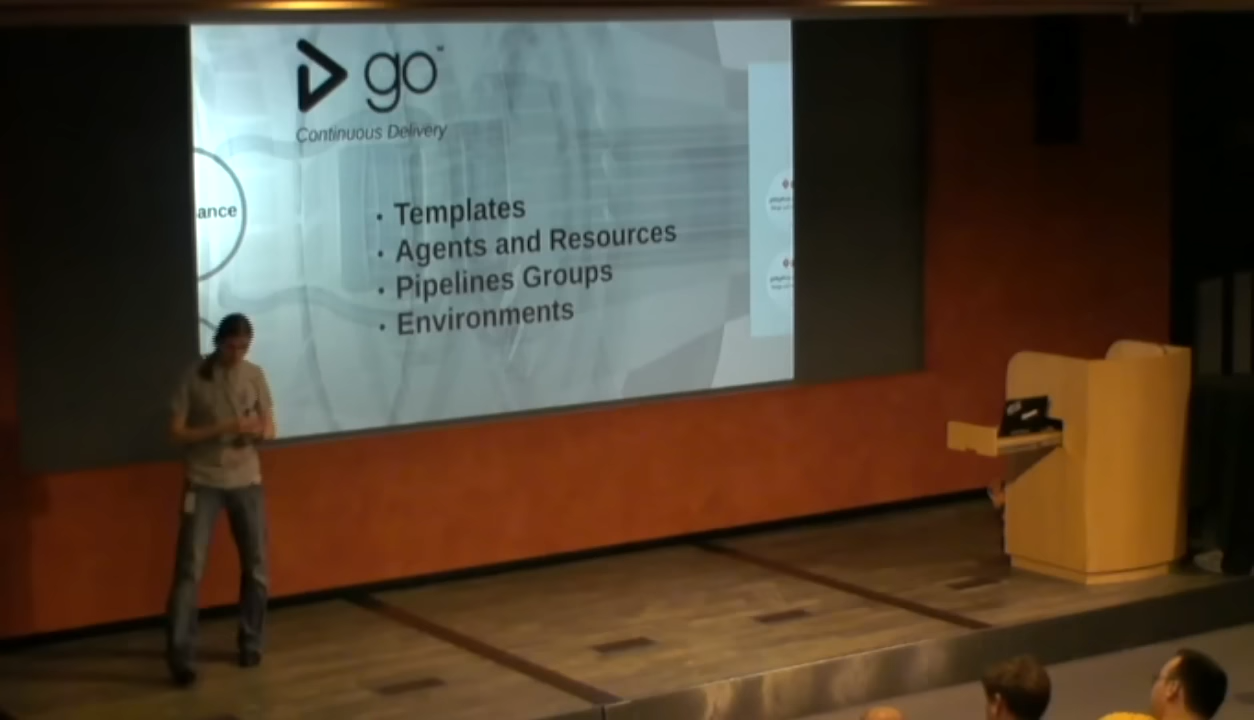 go
Continuous Delivery
ance
· Templates
· Agents and Resources
· Pipelines Groups
· Environments